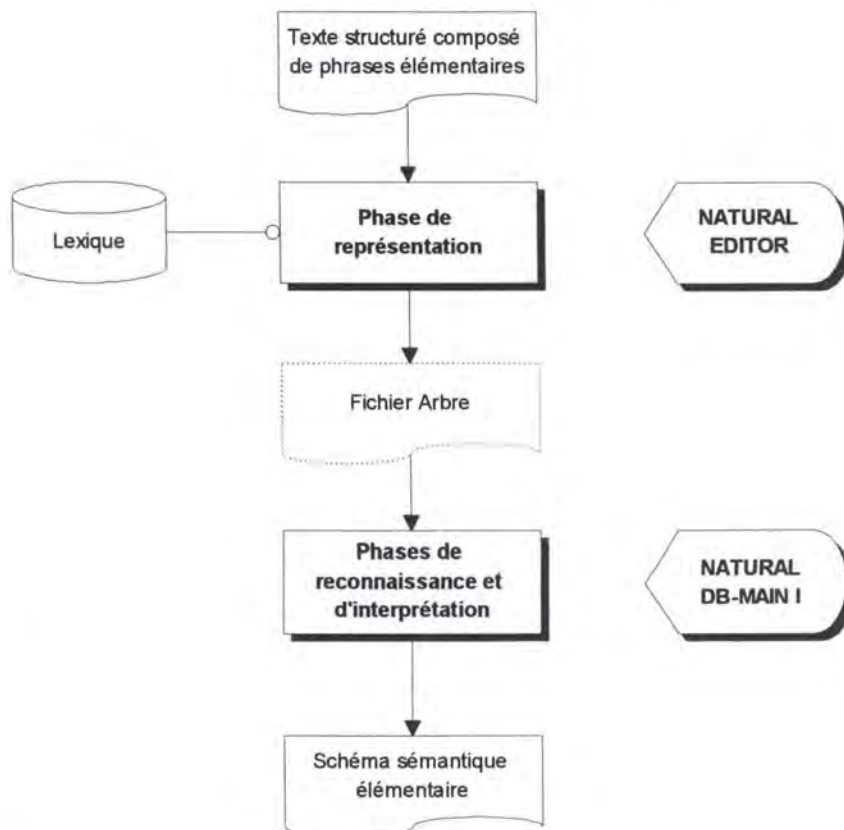 Texte structuré composé
de phrases élémentaires
Lexique
Phase de
représentation
NATURAL
EDITOR
Fichier Arbre
Phases de
reconnaissance et
d'interprétation
NATURAL
DB-MAIN I
Schéma sémantique
élémentaire